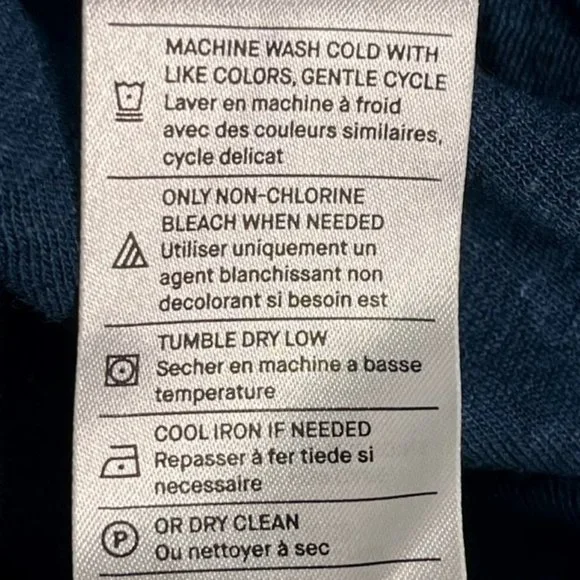 MACHINE WASH COLD WITH
LIKE COLORS, GENTLE CYCLE
Laver en machine à froid
avec des couleurs similaires,
cycle delicat
ONLY NON-CHLORINE
BLEACH WHEN NEEDED
Utiliser uniquement un
agent blanchissant non
decolorant si besoin est
TUMBLE DRY LOW
Secher en machine a basse
temperature
COOL IRON IF NEEDED
Repasser à fer tiede si
necessaire
P
OR DRY CLEAN
Ou nettoyer à sec